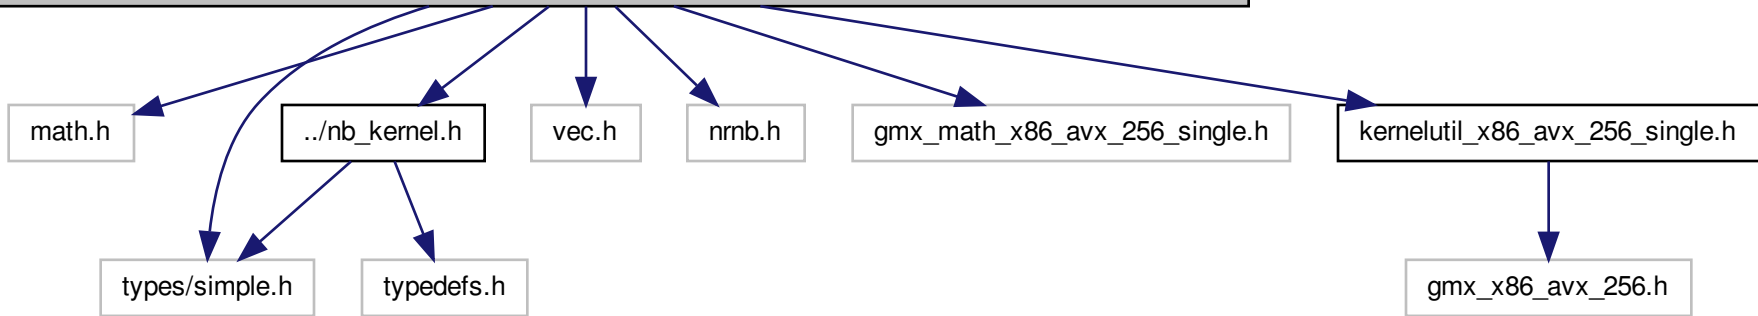 math.h
../nb_kernel.h
vec.h
nrnb.h
gmx_math_x86_avx_256_single.h
kernelutil_x86_avx_256_single.h
types/simple.h
typedefs.h
gmx_x86_avx_256.h